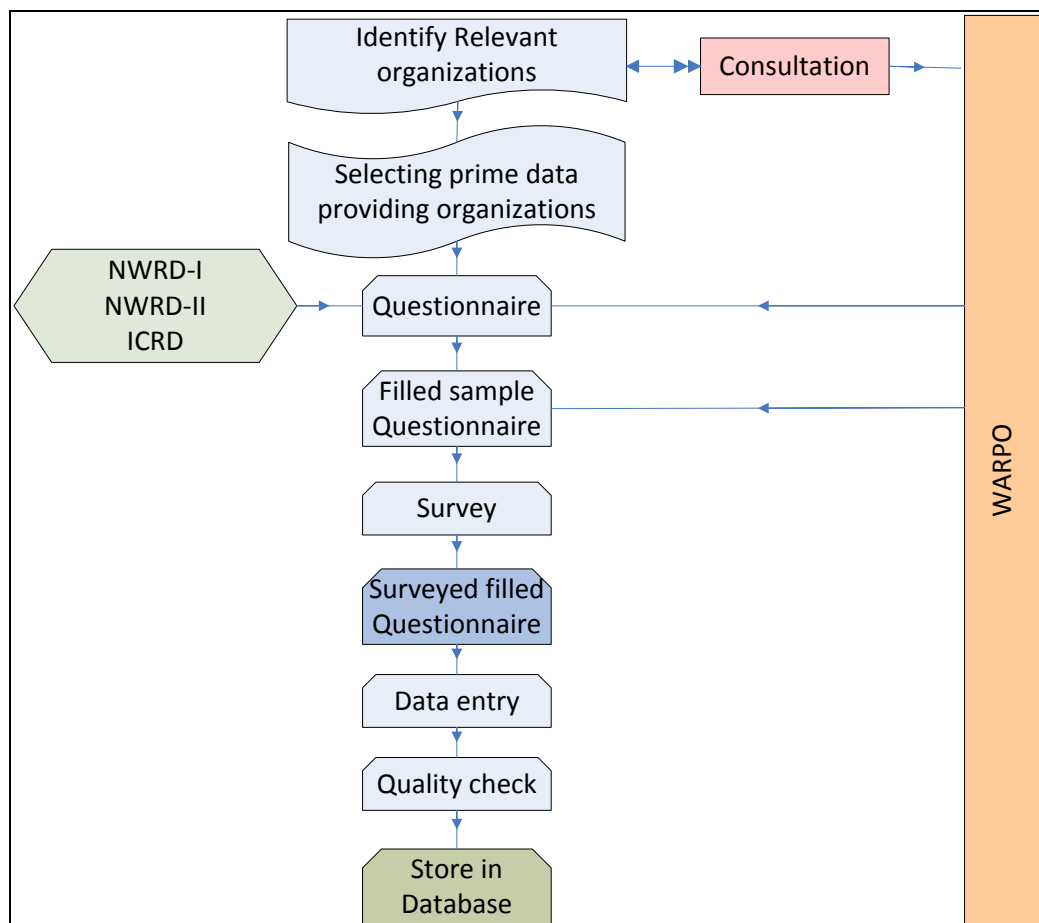 Identify Relevant
organizations
Consultation
Selecting prime data
providing organizations
NWRD-I
NWRD-II
ICRD
Questionnaire
Filled sample
Questionnaire
Survey
Surveyed filled
Questionnaire
Data entry
Quality check
Store in
Database
WARPO